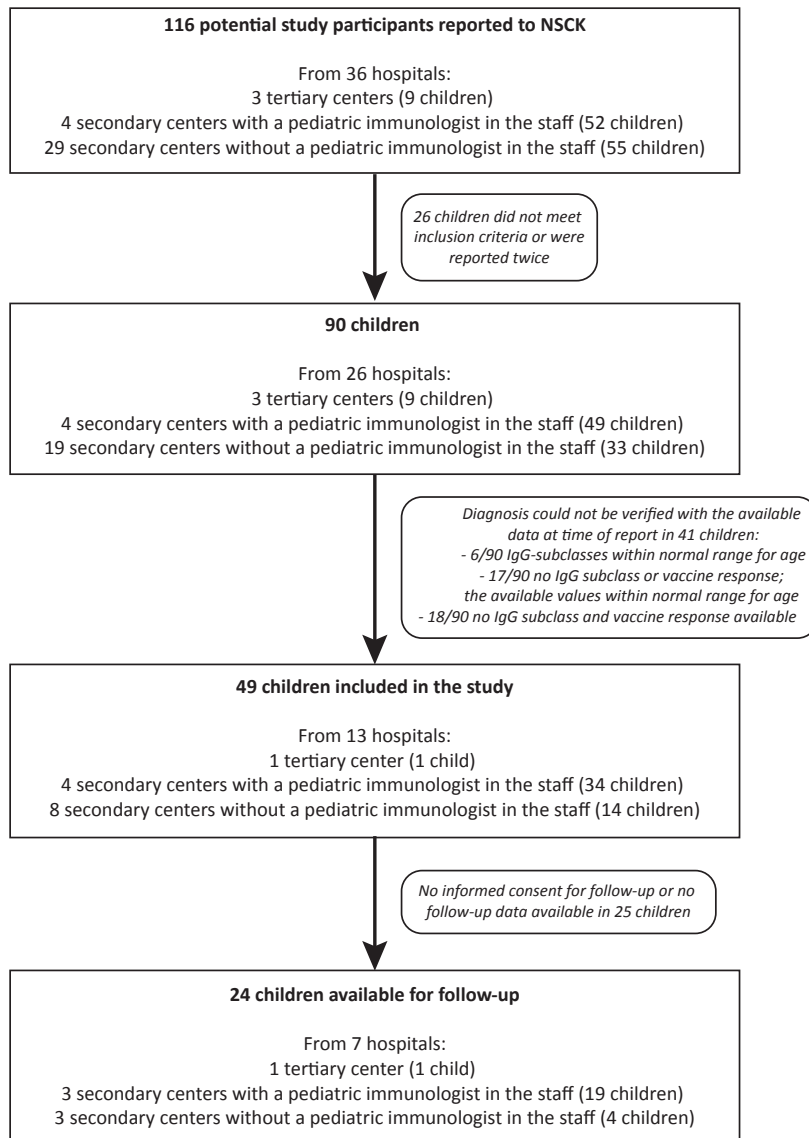 116 potential study participants reported to NSCK
From 36 hospitals:
3 tertiary centers (9 children)
4 secondary centers with a pediatric immunologist in the staff (52 children)
29 secondary centers without a pediatric immunologist in the staff (55 children)
26 children did not meet
inclusion criteria or were
reported twice
90 children
From 26 hospitals:
3 tertiary centers (9 children)
4 secondary centers with a pediatric immunologist in the staff (49 children)
19 secondary centers without a pediatric immunologist in the staff (33 children)
Diagnosis could not be verified with the available
data at time of report in 41 children:
- 6/90 IgG-subclasses within normal range for age
- 17/90 no IgG subclass or vaccine response;
the available values within normal range for age
- 18/90 no IgG subclass and vaccine response available
49 children included in the study
From 13 hospitals:
1 tertiary center (1 child)
4 secondary centers with a pediatric immunologist in the staff (34 children)
8 secondary centers without a pediatric immunologist in the staff (14 children)
No informed consent for follow-up or no
follow-up data available in 25 children
24 children available for follow-up
From 7 hospitals:
1 tertiary center (1 child)
3 secondary centers with a pediatric immunologist in the staff (19 children)
3 secondary centers without a pediatric immunologist in the staff (4 children)